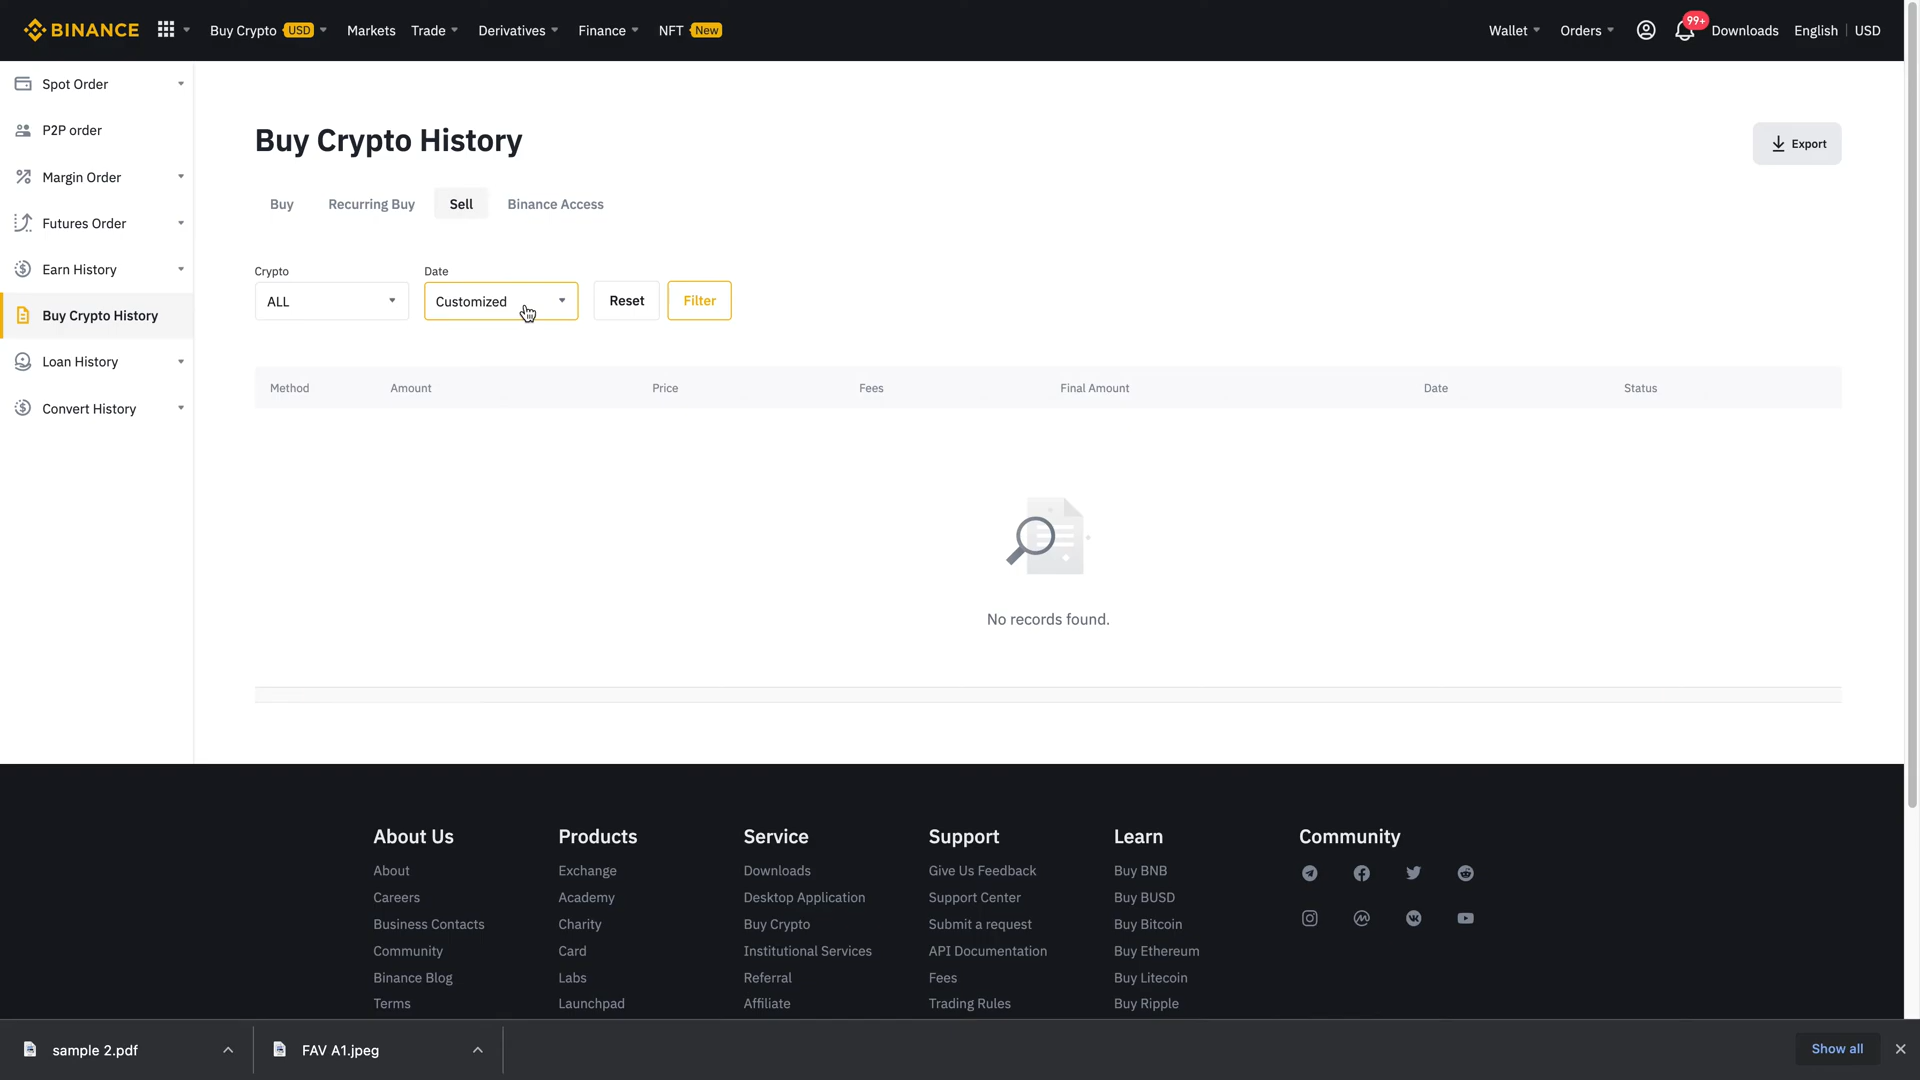 BINANCE
Buy Crypto USD Markets Trade Derivatives Finance NFT New
Wallet Orders 99+ Downloads English USD
Spot Order
P2P order
Margin Order
Futures Order
Earn History
Buy Crypto History
Loan History
Convert History
Buy Crypto History
Export
Buy Recurring Buy Sell Binance Access
Crypto Date
ALL Customized Reset Filter
Method Amount Price Fees Final Amount Date Status
No records found.
About Us
About
Careers
Business Contacts
Community
Binance Blog
Terms
Products
Exchange
Academy
Charity
Card
Labs
Launchpad
Service
Downloads
Desktop Application
Buy Crypto
Institutional Services
Referral
Affiliate
Support
Give Us Feedback
Support Center
Submit a request
API Documentation
Fees
Trading Rules
Learn
Buy BNB
Buy BUSD
Buy Bitcoin
Buy Ethereum
Buy Litecoin
Buy Ripple
Community
sample 2.pdf FAV A1.jpeg Show all